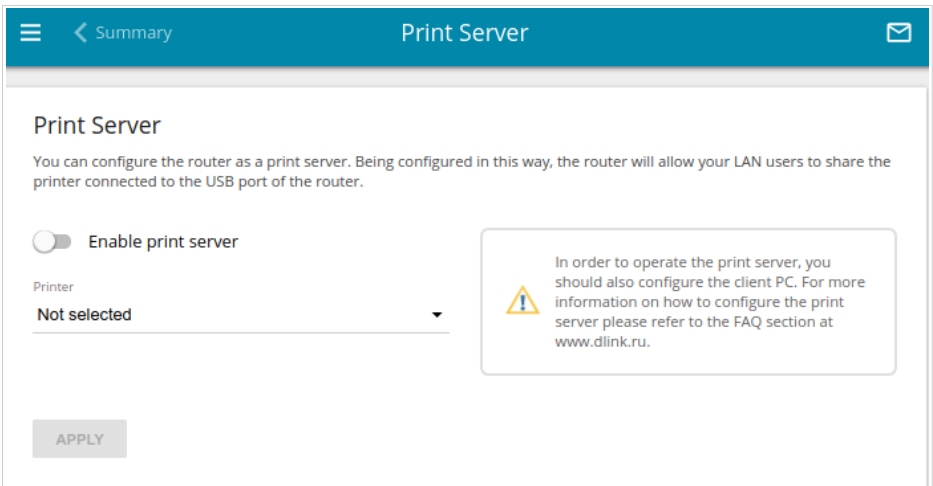 Summary
Print Server
Print Server
You can configure the router as a print server. Being configured in this way, the router will allow your LAN users to share the
printer connected to the USB port of the router.
Enable print server
Printer
Not selected
In order to operate the print server, you
should also configure the client PC. For more
information on how to configure the print
server please refer to the FAQ section at
www.dlink.ru.
APPLY